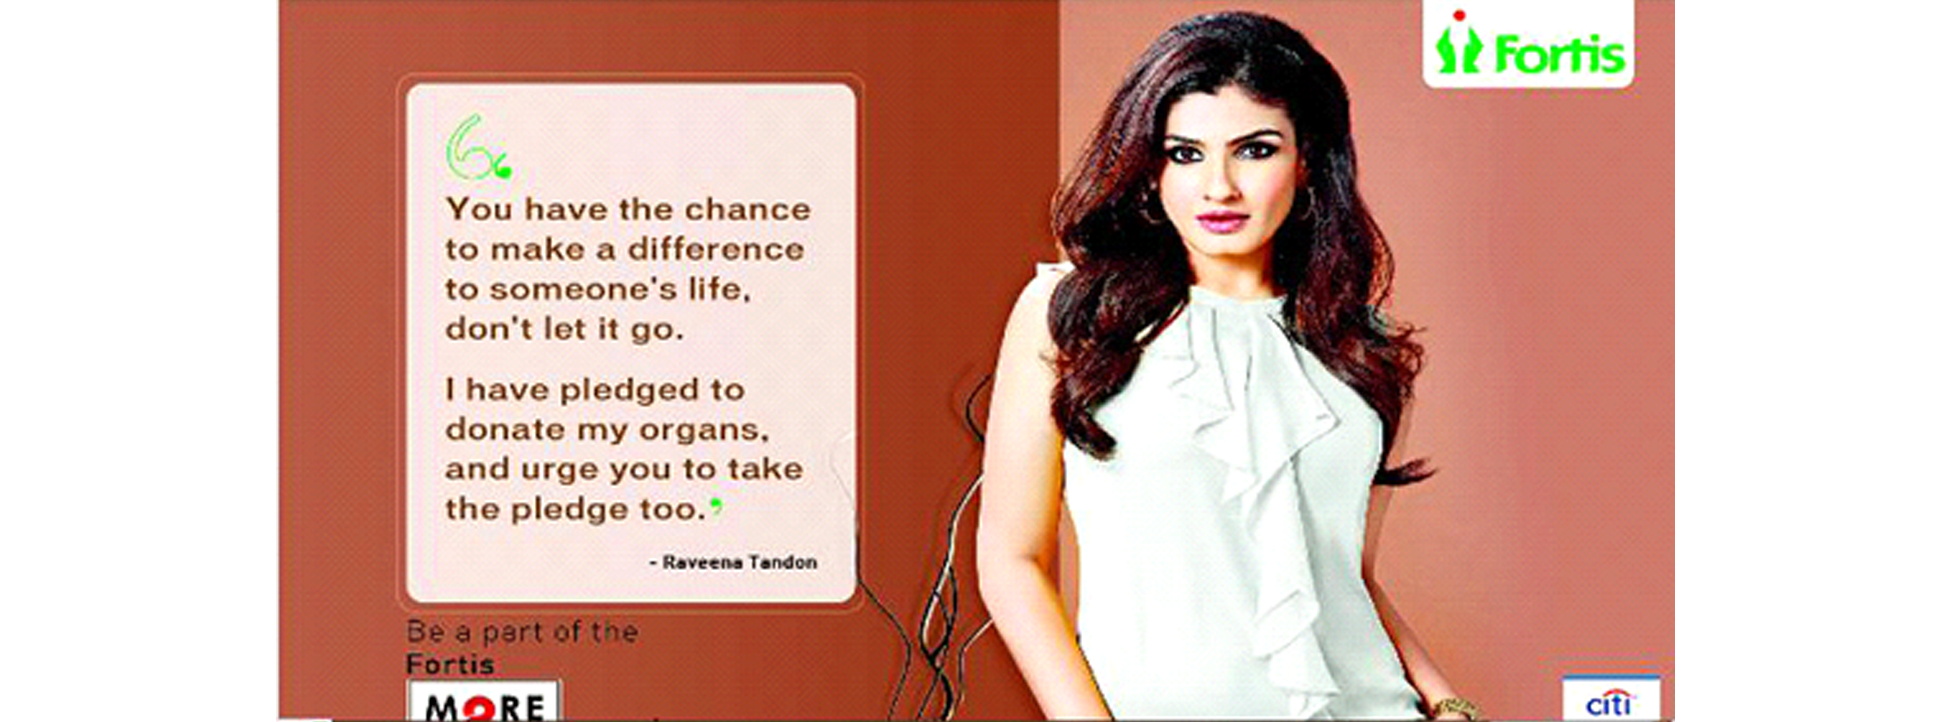 Fortis
You have the chance
to make a difference
to someone's life,
don't let it go.
I have pledged to
donate my organs,
and urge you to take
the pledge too.
- Raveena Tandon
Be a part of the
Fortis
MORE
citi